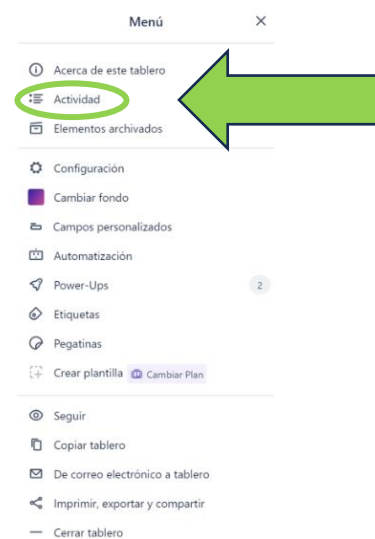 Menú
Acerca de este tablero
Actividad
Elementos archivados
Configuración
Cambiar fondo
Campos personalizados
Automatización
Power-Ups 2
Etiquetas
Pegatinas
Crear plantilla Cambiar Plan
Seguir
Copiar tablero
De correo electrónico a tablero
Imprimir, exportar y compartir
Cerrar tablero